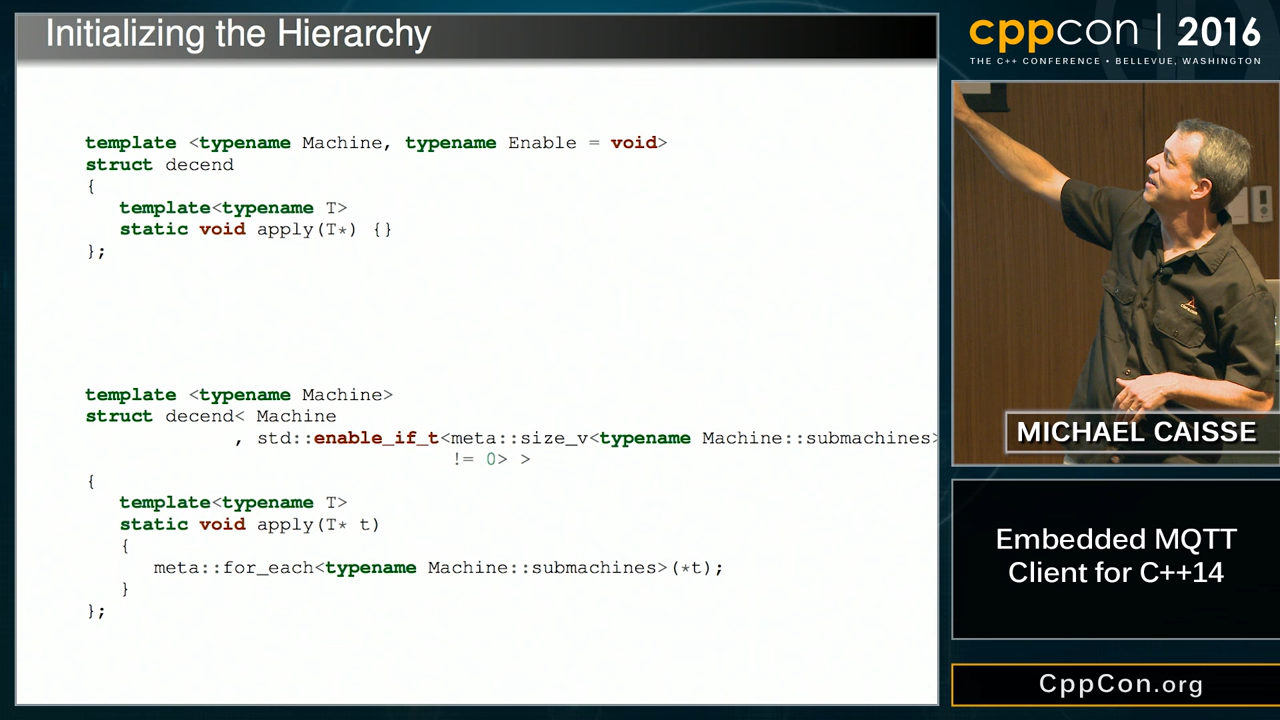 Initializing the Hierarchy
template <typename Machine, typename Enable = void>
struct decend
{
template<typename T>
static void apply(T*) {}
};
template <typename Machine>
struct decend< Machine
, std::enable_if_t<meta::size_v<typename Machine::submachines>
!= 0> >
{
template<typename T>
static void apply(T* t)
{
meta::for_each<typename Machine::submachines>(*t);
}
};
cppcon | 2016
THE C++ CONFERENCE • BELLEVUE, WASHINGTON
MICHAEL CAISSE
Embedded MQTT
Client for C++14
CppCon.org